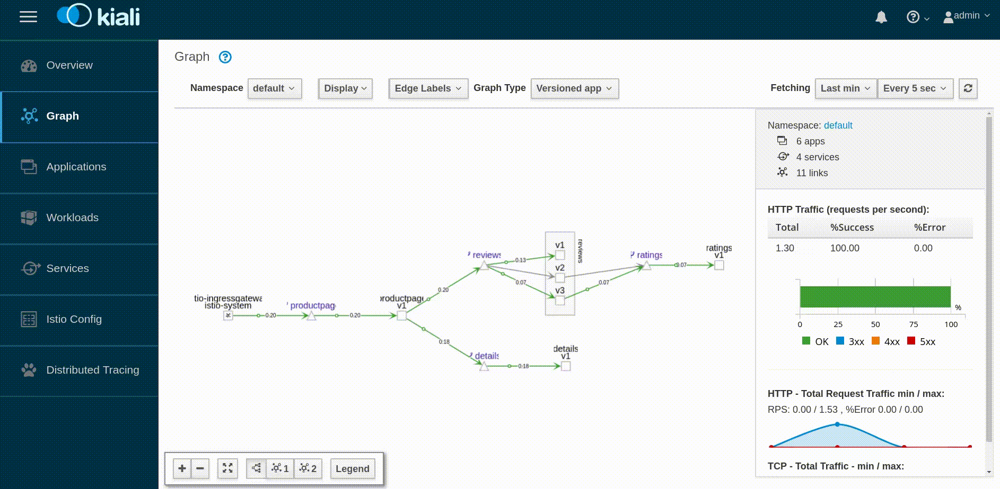 kiali
admin
Overview
Graph
Applications
Workloads
Services
Istio Config
Distributed Tracing
Graph
Namespace default Display Edge Labels Graph Type Versioned app Fetching Last min Every 5 sec
Namespace: default
6 apps
4 services
11 links
HTTP Traffic (requests per second):
Total %Success %Error
1.30 100.00 0.00
%
0 25 50 75 100
OK 3xx 4xx 5xx
HTTP - Total Request Traffic min / max:
RPS: 0.00 / 1.53 , %Error 0.00 / 0.00
TCP - Total Traffic - min / max:
tio-ingressgatewa
istio-system
0.20
productpag
0.20
productpage
v1
0.20
0.18
reviews
0.13
0.07
v1
v2
v3
reviews
0.07
ratings
0.07
ratings
v1
details
0.18
details
v1
1 2 Legend